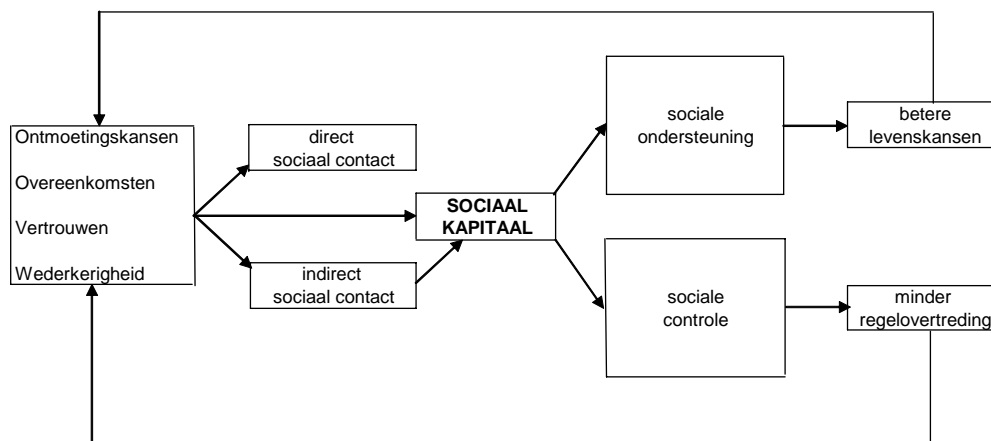 Ontmoetingskansen
Overeenkomsten
Vertrouwen
Wederkerigheid
direct
sociaal contact
indirect
sociaal contact
SOCIAAL
KAPITAAL
sociale
ondersteuning
sociale
controle
betere
levenskansen
minder
regelovertreding